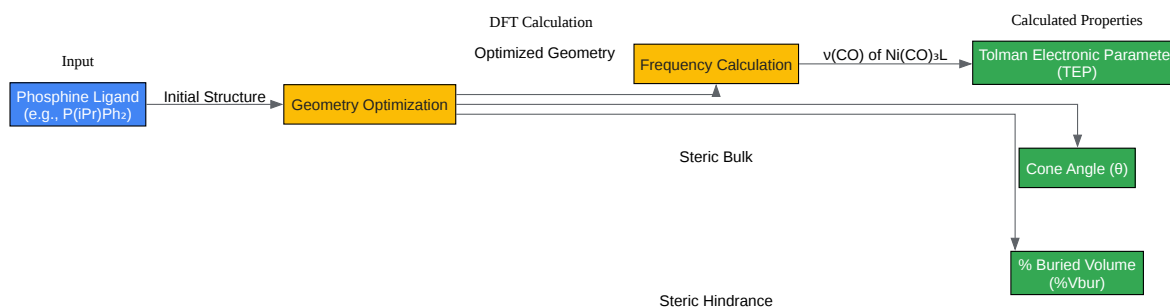 DFT Calculation
Calculated Properties
Input
Optimized Geometry
Frequency Calculation
ν(CO) of Ni(CO)₃L
Tolman Electronic Paramete
(TEP)
Phosphine Ligand
(e.g., P(iPr)Ph₂)
Initial Structure
Geometry Optimization
Steric Bulk
Cone Angle (θ)
% Buried Volume
(%Vbur)
Steric Hindrance